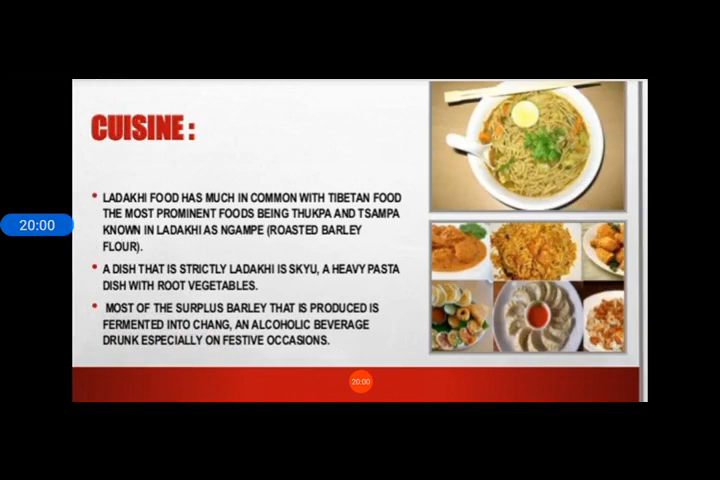 CUISINE :
LADAKHI FOOD HAS MUCH IN COMMON WITH TIBETAN FOOD
THE MOST PROMINENT FOODS BEING THUKPA AND TSAMPA
KNOWN IN LADAKHI AS NGAMPE (ROASTED BARLEY
FLOUR).
A DISH THAT IS STRICTLY LADAKHI IS SKYU, A HEAVY PASTA
DISH WITH ROOT VEGETABLES.
MOST OF THE SURPLUS BARLEY THAT IS PRODUCED IS
FERMENTED INTO CHANG, AN ALCOHOLIC BEVERAGE
DRUNK ESPECIALLY ON FESTIVE OCCASIONS.
20:00
20:00